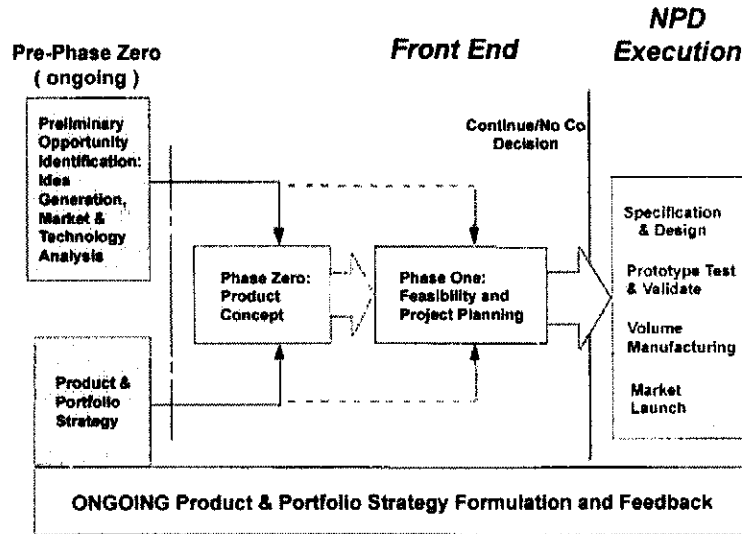 Pre-Phase Zero
( ongoing )
Front End
NPD
Execution
Preliminary
Opportunity
Identification:
Idea
Generation,
Market &
Technology
Analysis
Continue/No Co
Decision
Phase Zero:
Product
Concept
Phase One:
Feasibility and
Project Planning
Specification
& Design
Prototype Test
& Validate
Volume
Manufacturing
Market
Launch
Product &
Portfolio
Strategy
ONGOING Product & Portfolio Strategy Formulation and Feedback